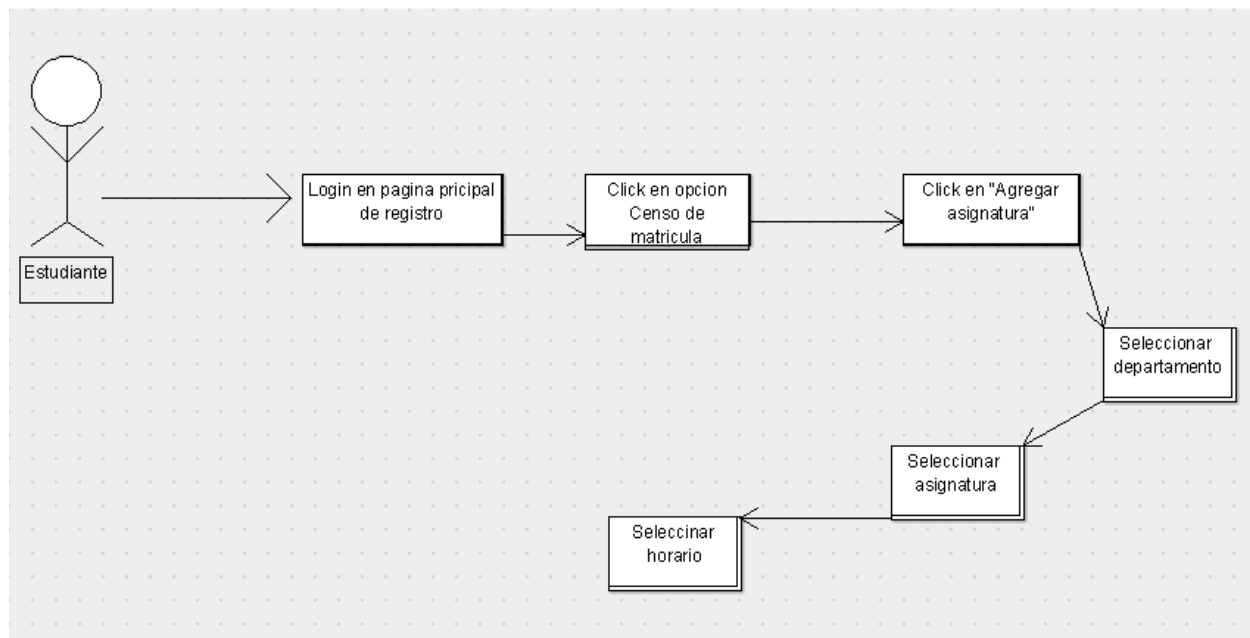 Estudiante
Login en pagina pricipal
de registro
Click en opcion
Censo de
matricula
Click en "Agregar
asignatura"
Seleccionar
departamento
Seleccionar
asignatura
Seleccinar
horario